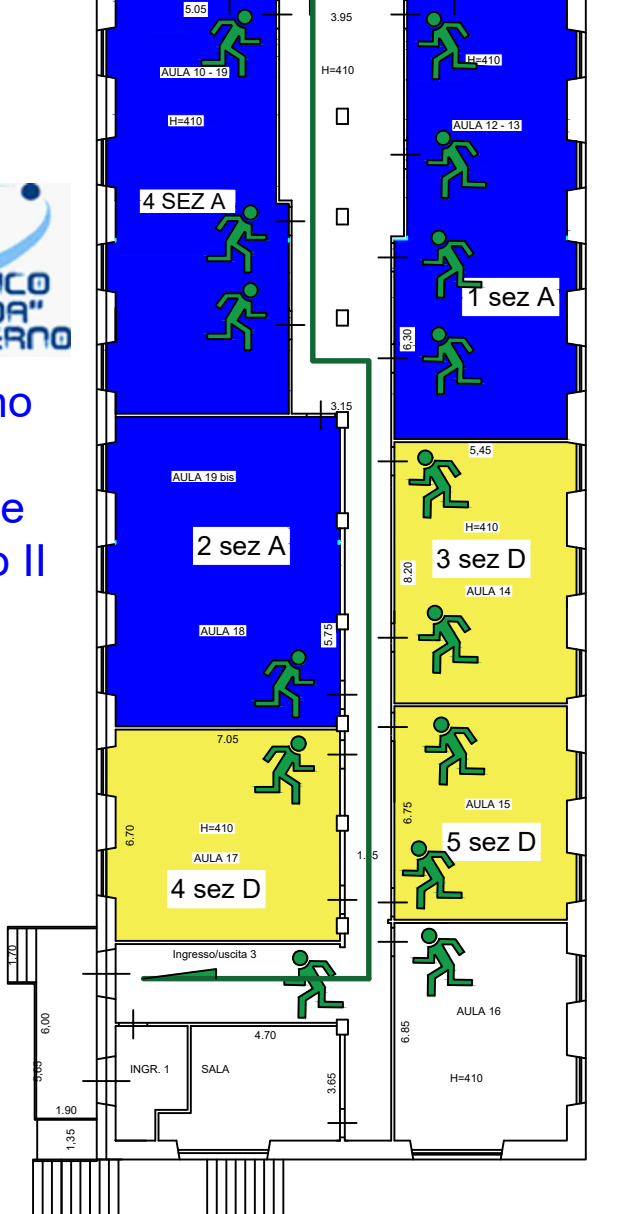 5.05
3.95
H=410
H=410
AULA 10 - 19
H=410
AULA 12 - 13
4 SEZ A
1 sez A
6,30
3.15
5,45
AULA 19 bis
2 sez A
H=410
3 sez D
8.20
AULA 14
AULA 18
5.75
7.05
6.70
H=410
AULA 17
4 sez D
AULA 15
6.75
5 sez D
Ingresso/uscita 3
1,70
6,00
1.90
1,35
INGR. 1
SALA
4.70
3.65
AULA 16
6.85
H=410
II